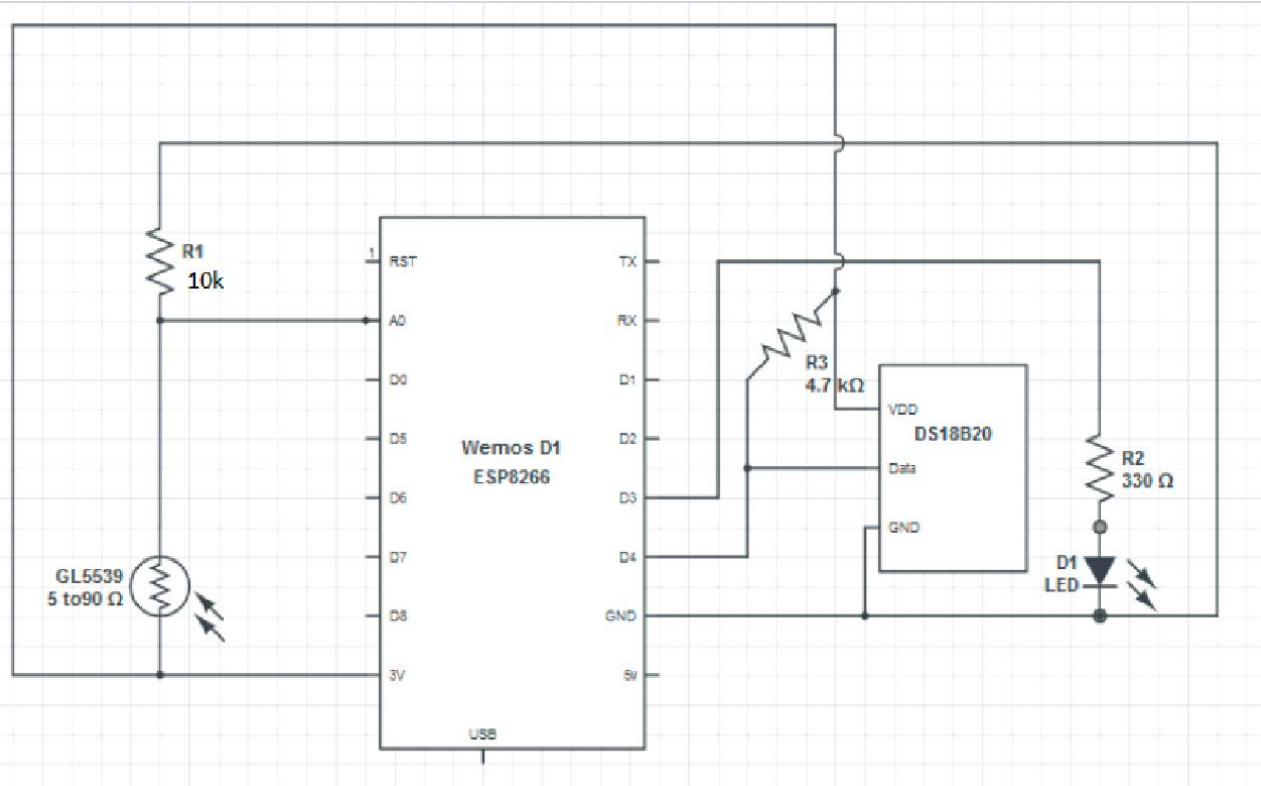 R1
10k
1
RST
A0
D0
D5
D6
D7
D8
3V
Wemos D1
ESP8266
USB
TX
RX
D1
D2
D3
D4
GND
5v
R3
4.7 kΩ
VDD
DS18B20
Data
GND
R2
330 Ω
D1
LED
GL5539
5 to90 Ω